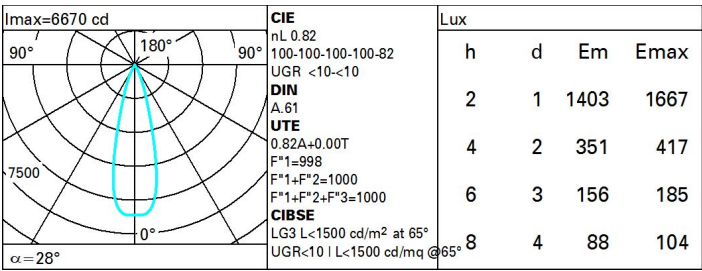 Imax=6670 cd
90° 180° 90°
7500
0°
α=28°
CIE
nL 0.82
100-100-100-100-82
UGR <10-<10
DIN
A.61
UTE
0.82A+0.00T
F"1=998
F"1+F"2=1000
F"1+F"2+F"3=1000
CIBSE
LG3 L<1500 cd/m² at 65°
UGR<10 | L<1500 cd/mq @65°
Lux
h d Em Emax
2 1 1403 1667
4 2 351 417
6 3 156 185
8 4 88 104